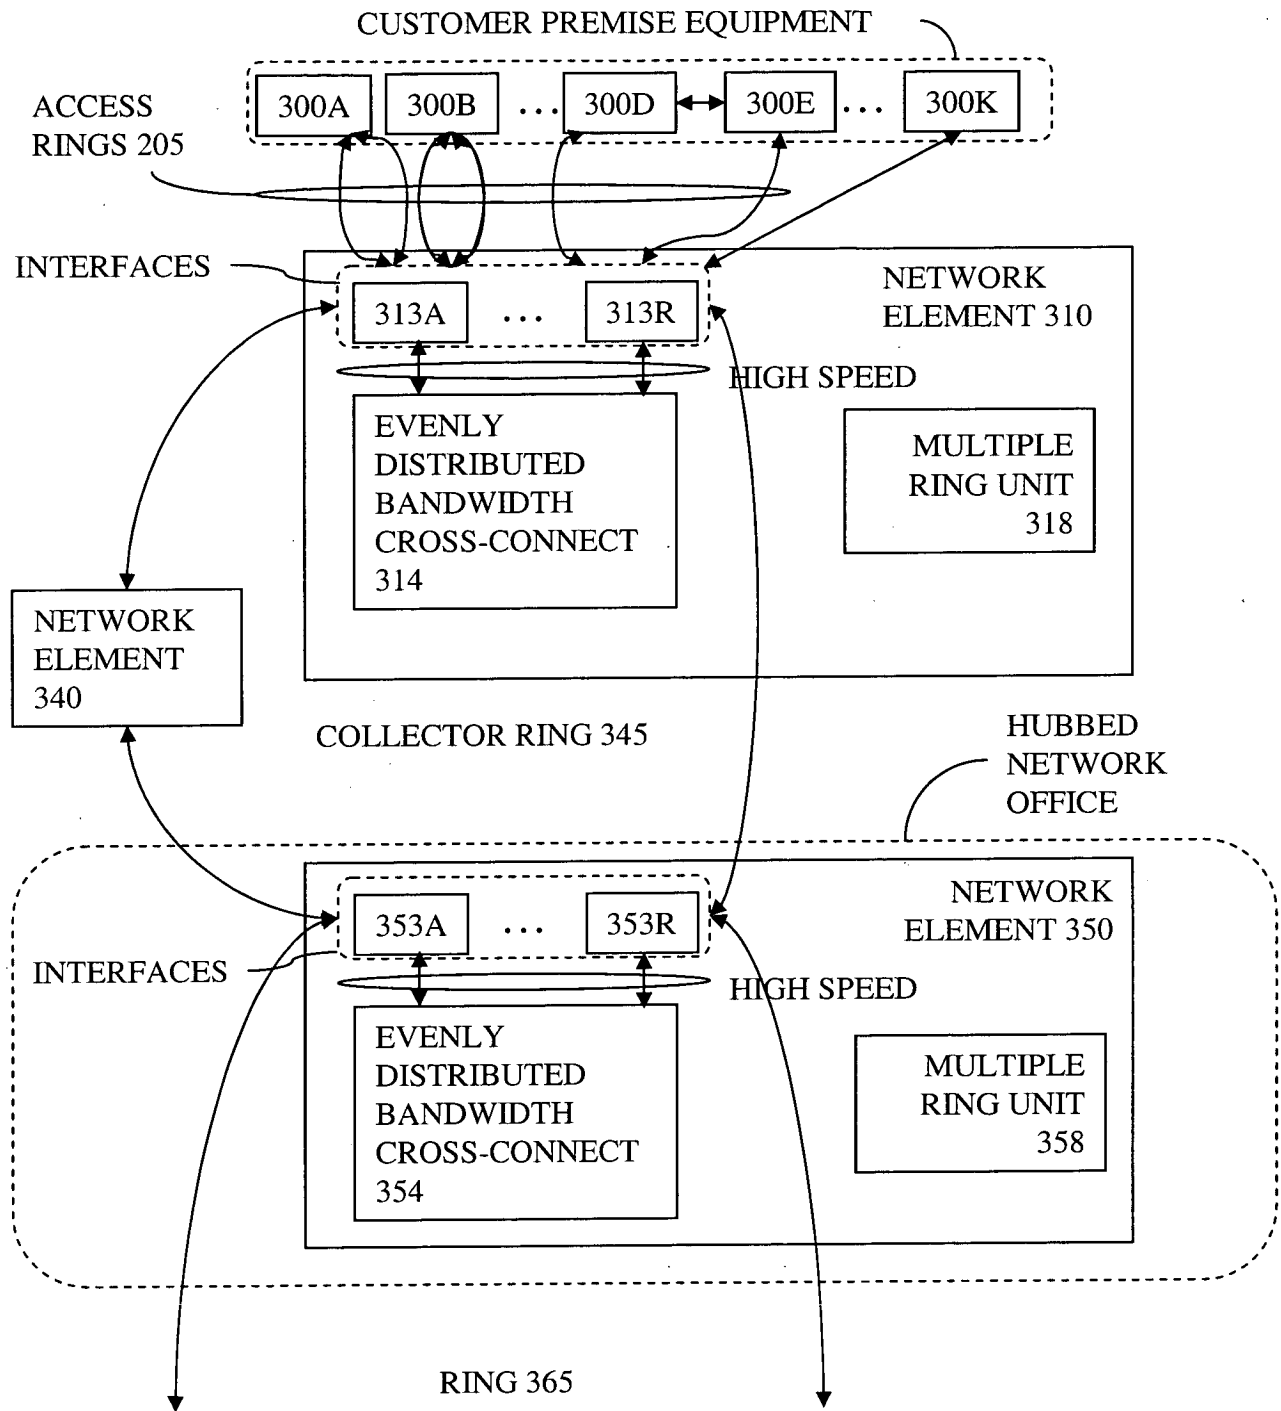 CUSTOMER PREMISE EQUIPMENT
300A
300B
...
300D
300E
...
300K
ACCESS
RINGS 205
INTERFACES
313A
...
313R
NETWORK
ELEMENT 310
HIGH SPEED
EVENLY
DISTRIBUTED
BANDWIDTH
CROSS-CONNECT
314
MULTIPLE
RING UNIT
318
NETWORK
ELEMENT
340
COLLECTOR RING 345
HUBBED
NETWORK
OFFICE
353A
...
353R
NETWORK
ELEMENT 350
INTERFACES
HIGH SPEED
EVENLY
DISTRIBUTED
BANDWIDTH
CROSS-CONNECT
354
MULTIPLE
RING UNIT
358
RING 365